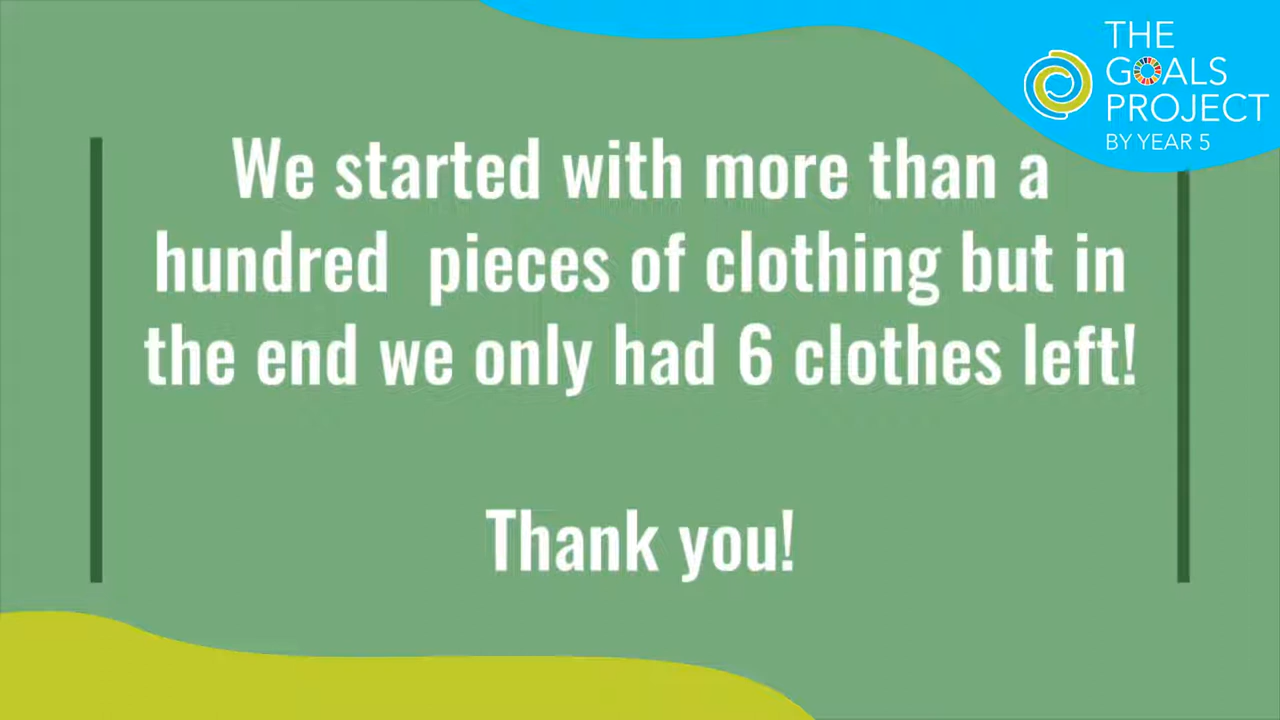 THE
GOALS
PROJECT
BY YEAR 5
We started with more than a
hundred  pieces of clothing but in
the end we only had 6 clothes left!
Thank you!